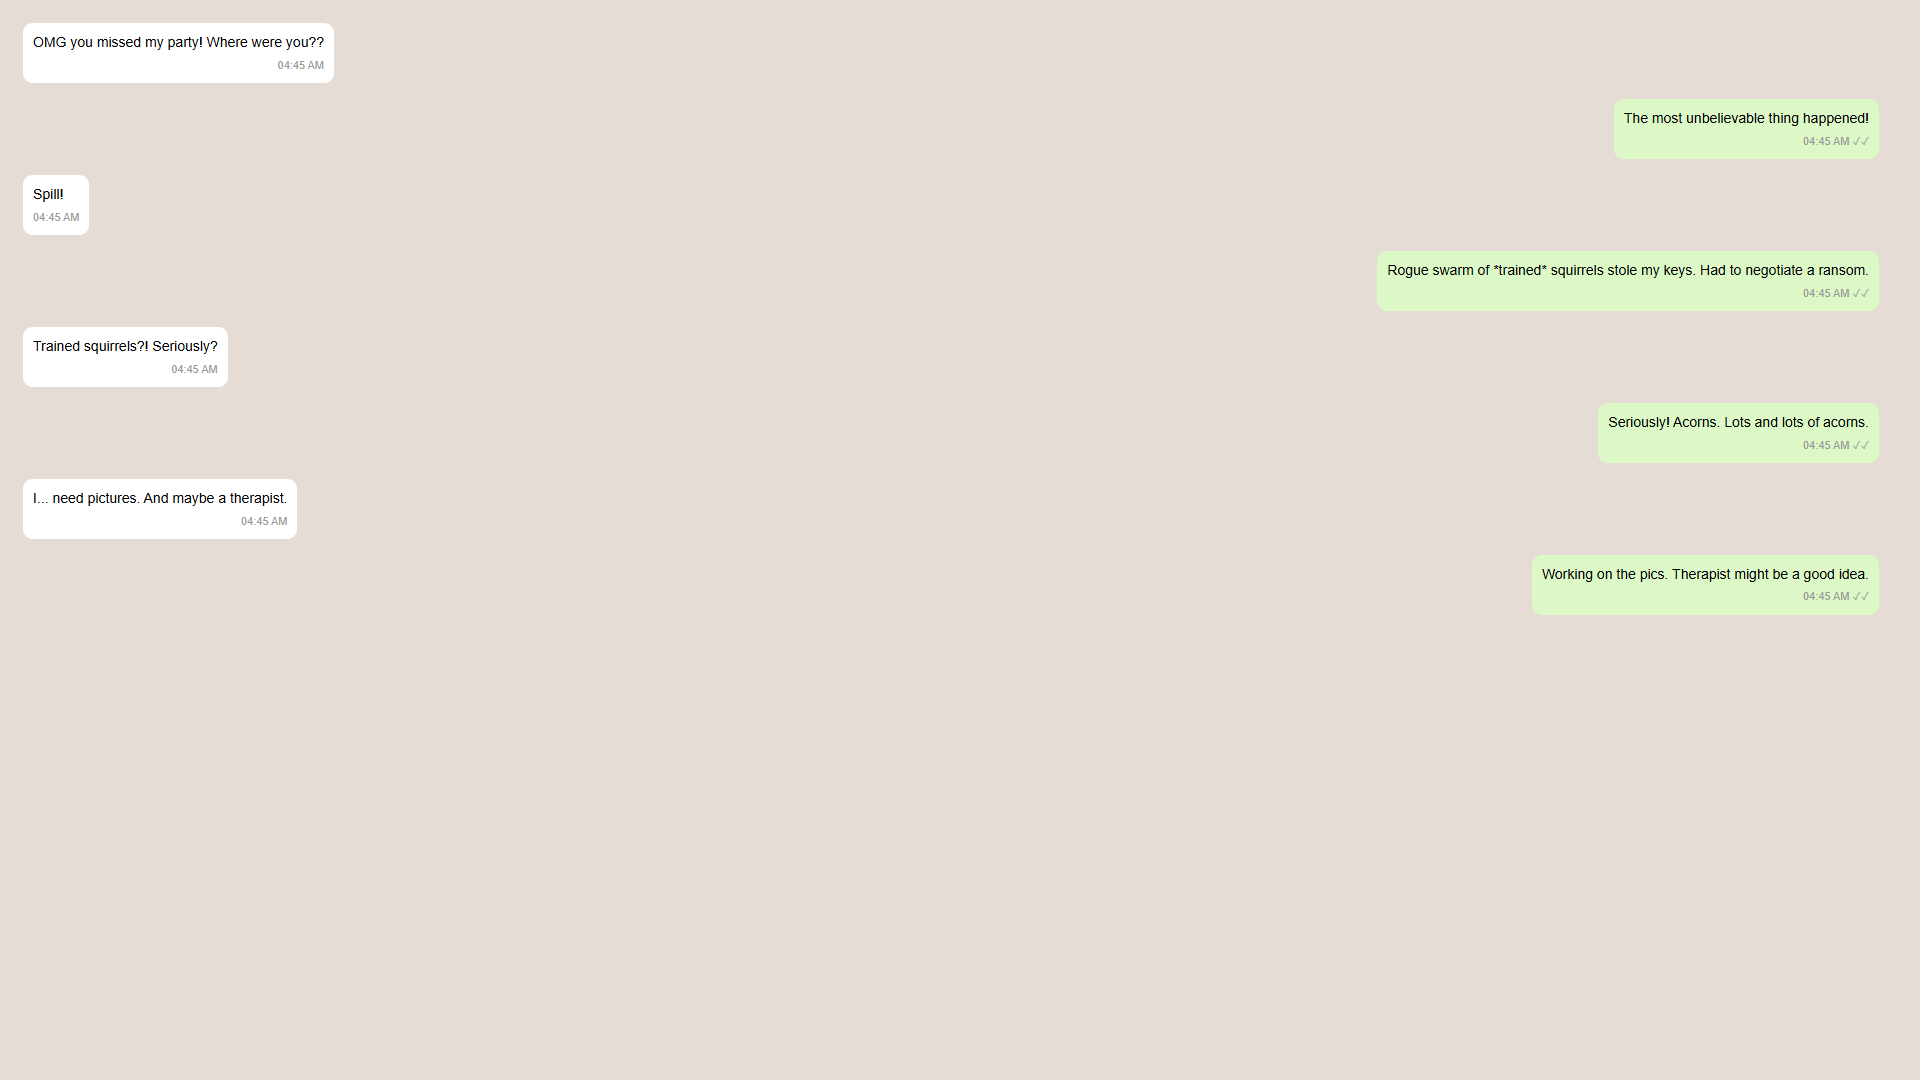 OMG you missed my party! Where were you??
04:45 AM
The most unbelievable thing happened!
04:45 AM ✓✓
Spill!
04:45 AM
Rogue swarm of *trained* squirrels stole my keys. Had to negotiate a ransom.
04:45 AM ✓✓
Trained squirrels?! Seriously?
04:45 AM
Seriously! Acorns. Lots and lots of acorns.
04:45 AM ✓✓
I... need pictures. And maybe a therapist.
04:45 AM
Working on the pics. Therapist might be a good idea.
04:45 AM ✓✓